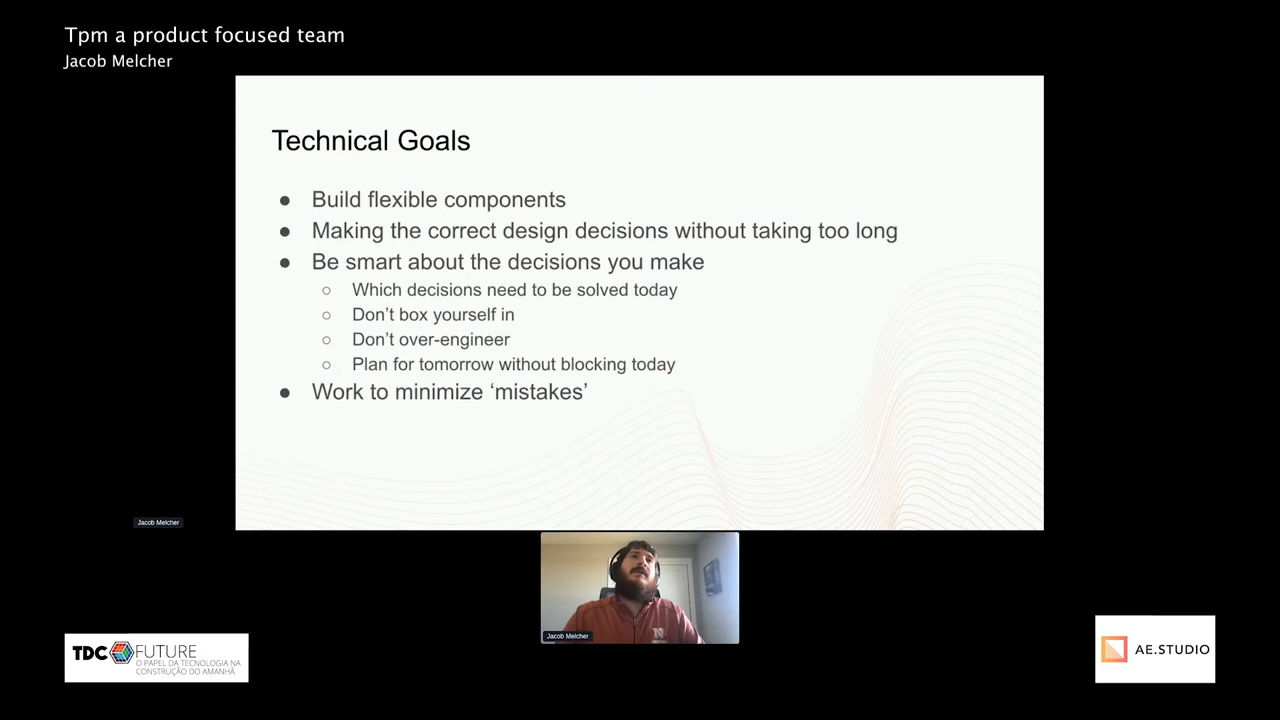 Tpm a product focused team
Jacob Melcher
Technical Goals
● Build flexible components
● Making the correct design decisions without taking too long
● Be smart about the decisions you make
○ Which decisions need to be solved today
○ Don’t box yourself in
○ Don’t over-engineer
○ Plan for tomorrow without blocking today
● Work to minimize ‘mistakes’
Jacob Melcher
N
Jacob Melcher
TDC FUTURE
O PAPEL DA TECNOLOGIA NA
CONSTRUÇÃO DO AMANHÃ
AE.STUDIO